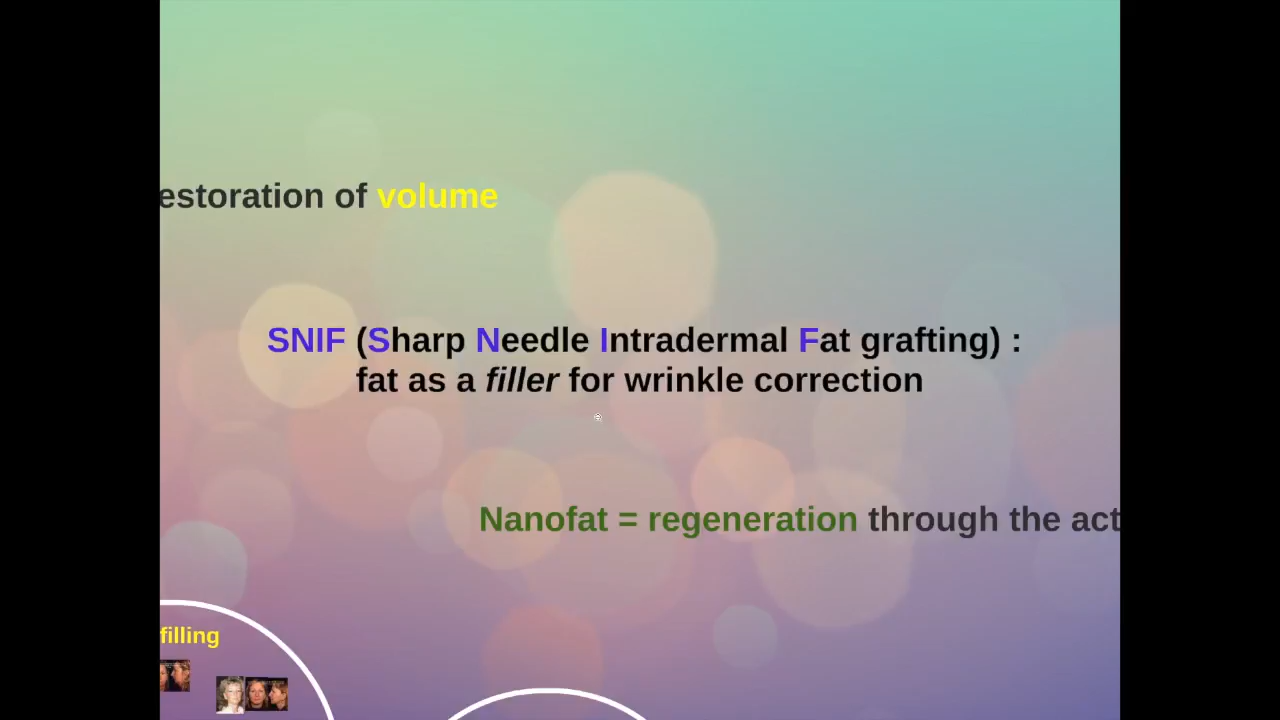 estoration of volume
SNIF (Sharp Needle Intradermal Fat grafting) :
fat as a filler for wrinkle correction
Nanofat = regeneration through the act
filling